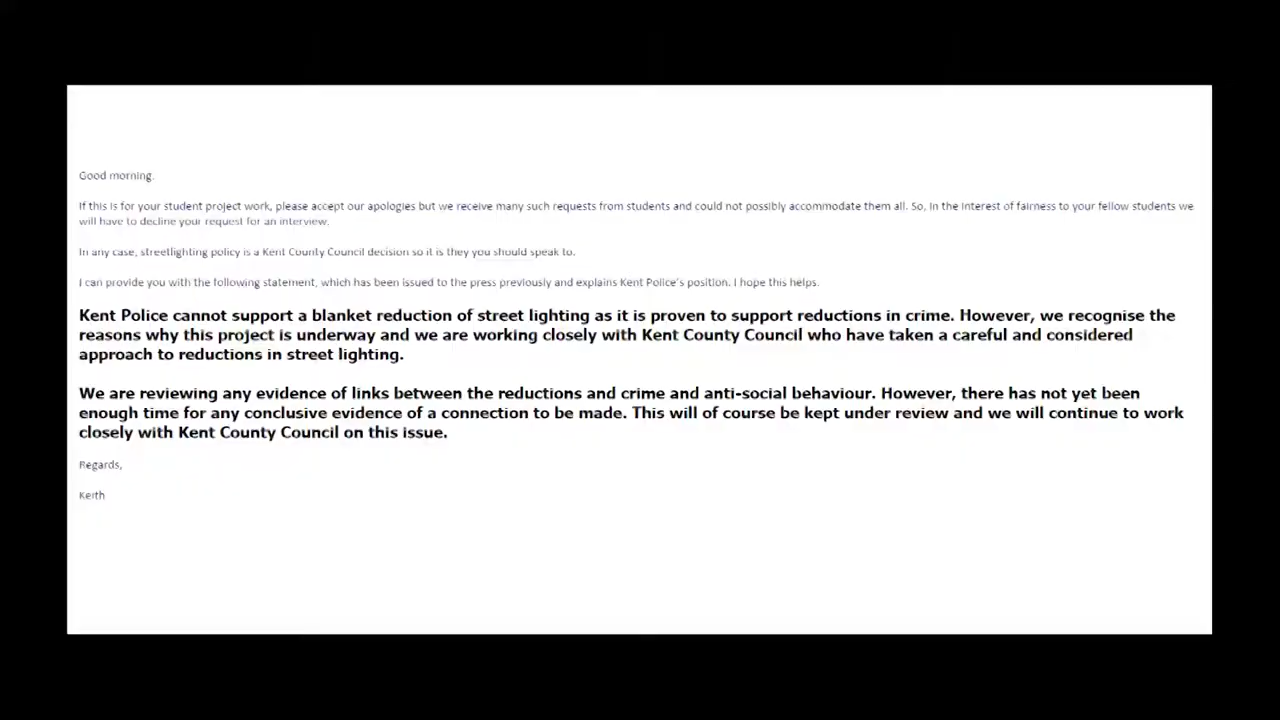 Good morning.
If this is for your student project work, please accept our apologies but we receive many such requests from students and could not possibly accommodate them all. So, in the interest of fairness to your fellow students we
will have to decline your request for an interview.
In any case, streetlighting policy is a Kent County Council decision so it is they you should speak to.
I can provide you with the following statement, which has been issued to the press previously and explains Kent Police's position. I hope this helps.
Kent Police cannot support a blanket reduction of street lighting as it is proven to support reductions in crime. However, we recognise the
reasons why this project is underway and we are working closely with Kent County Council who have taken a careful and considered
approach to reductions in street lighting.
We are reviewing any evidence of links between the reductions and crime and anti-social behaviour. However, there has not yet been
enough time for any conclusive evidence of a connection to be made. This will of course be kept under review and we will continue to work
closely with Kent County Council on this issue.
Regards,
Keith